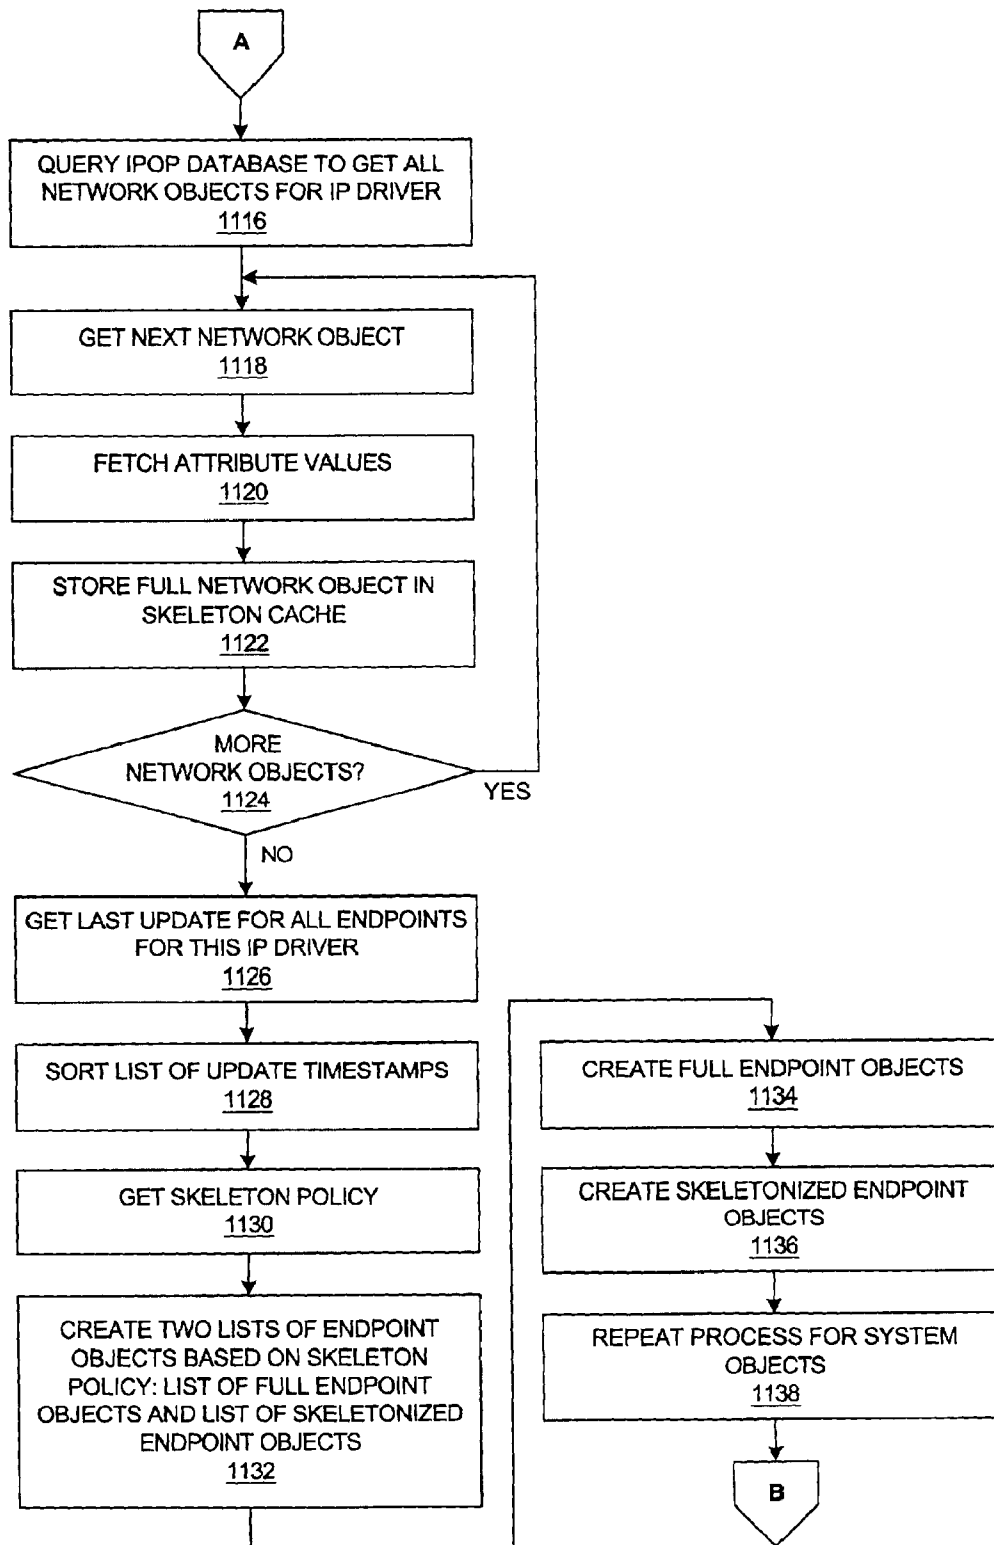 A
QUERY IPOP DATABASE TO GET ALL
NETWORK OBJECTS FOR IP DRIVER
1116
GET NEXT NETWORK OBJECT
1118
FETCH ATTRIBUTE VALUES
1120
STORE FULL NETWORK OBJECT IN
SKELETON CACHE
1122
MORE
NETWORK OBJECTS?
1124
YES
NO
GET LAST UPDATE FOR ALL ENDPOINTS
FOR THIS IP DRIVER
1126
SORT LIST OF UPDATE TIMESTAMPS
1128
GET SKELETON POLICY
1130
CREATE TWO LISTS OF ENDPOINT
OBJECTS BASED ON SKELETON
POLICY: LIST OF FULL ENDPOINT
OBJECTS AND LIST OF SKELETONIZED
ENDPOINT OBJECTS
1132
CREATE FULL ENDPOINT OBJECTS
1134
CREATE SKELETONIZED ENDPOINT
OBJECTS
1136
REPEAT PROCESS FOR SYSTEM
OBJECTS
1138
B